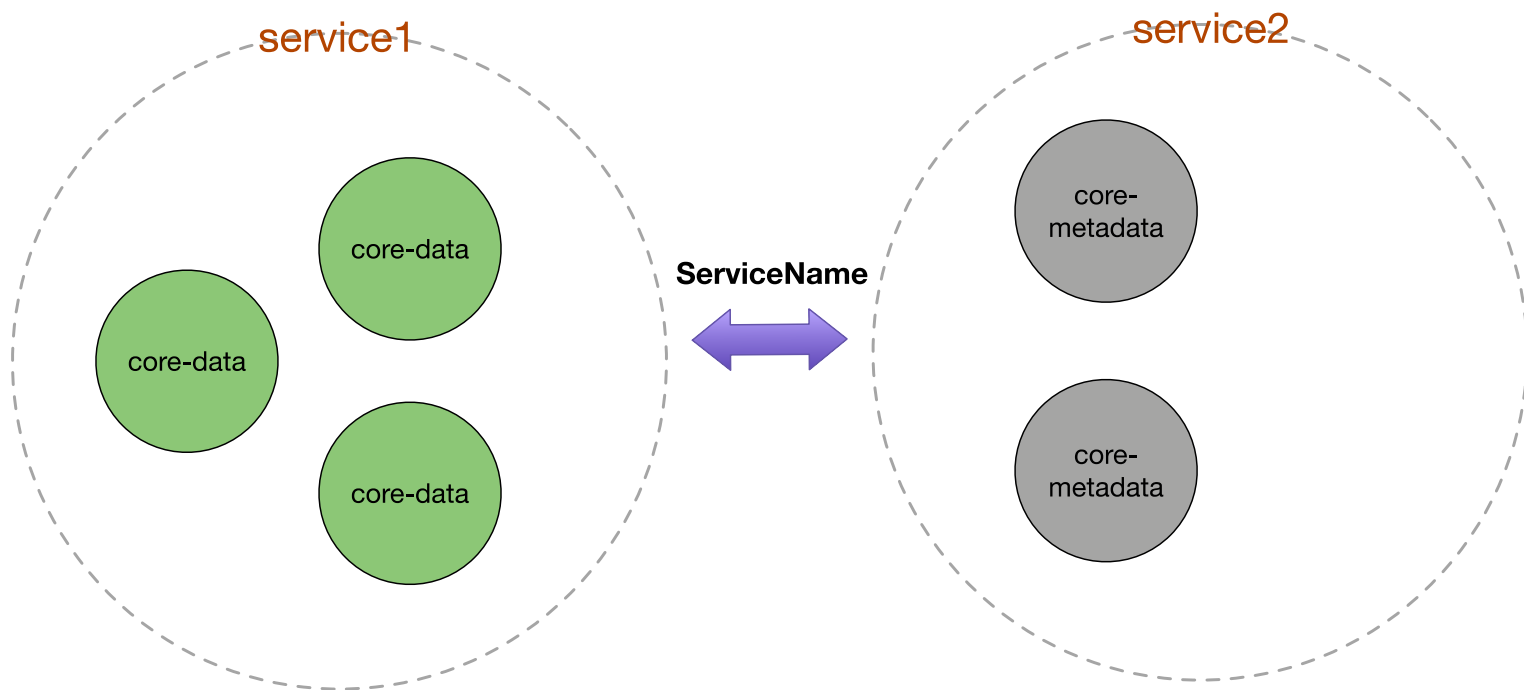 service1
service2
core-data
core-data
core-data
ServiceName
core-
metadata
core-
metadata